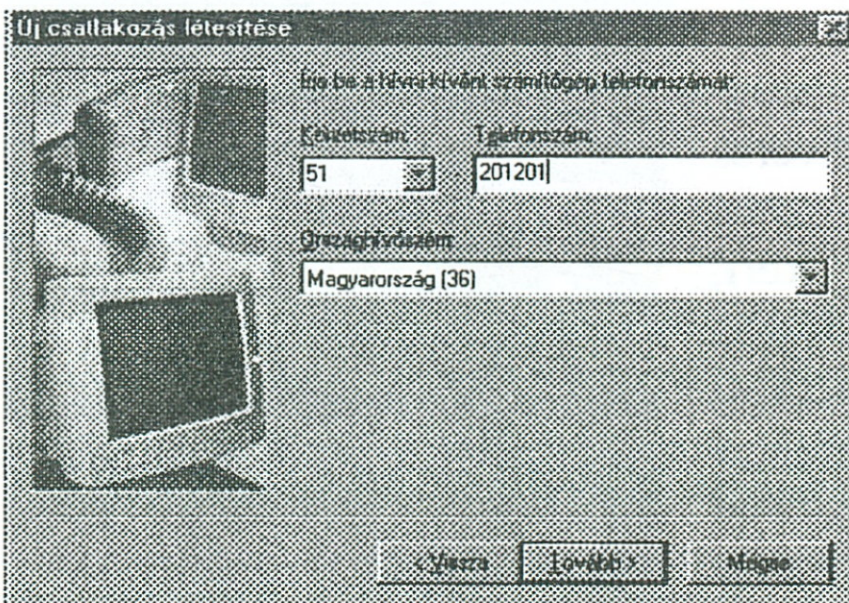 Új csatlakozás létesítése
Írja be a hívni kívánt számítógép telefonszámát:
Körzetszám: Telefonszám:
51 - 201201
Országhívószám:
Magyarország (36)
< Vissza Tovább > Mégse